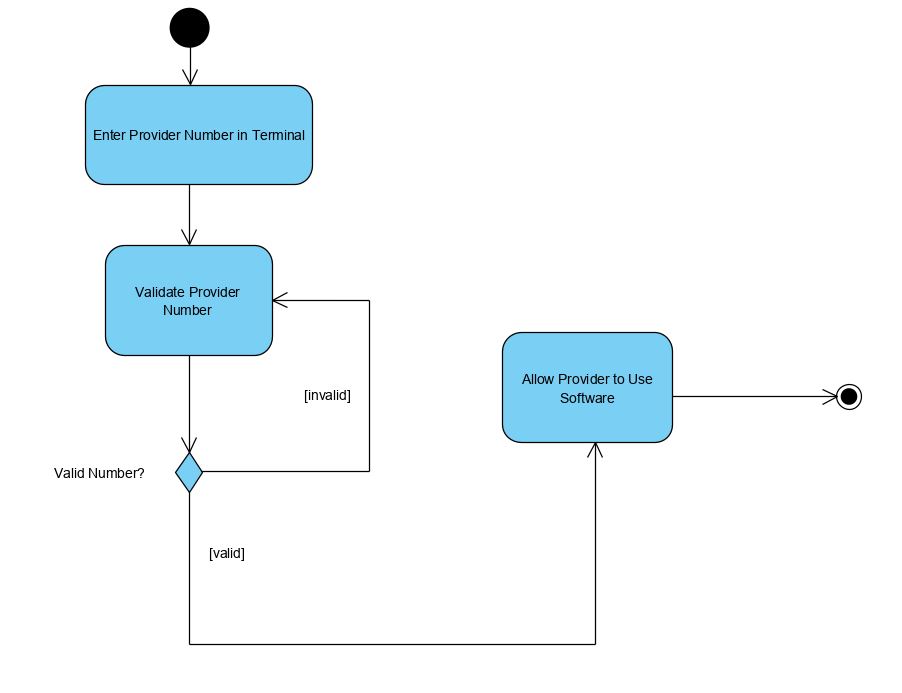 Enter Provider Number in Terminal
Validate Provider
Number
[invalid]
Allow Provider to Use
Software
Valid Number?
[valid]